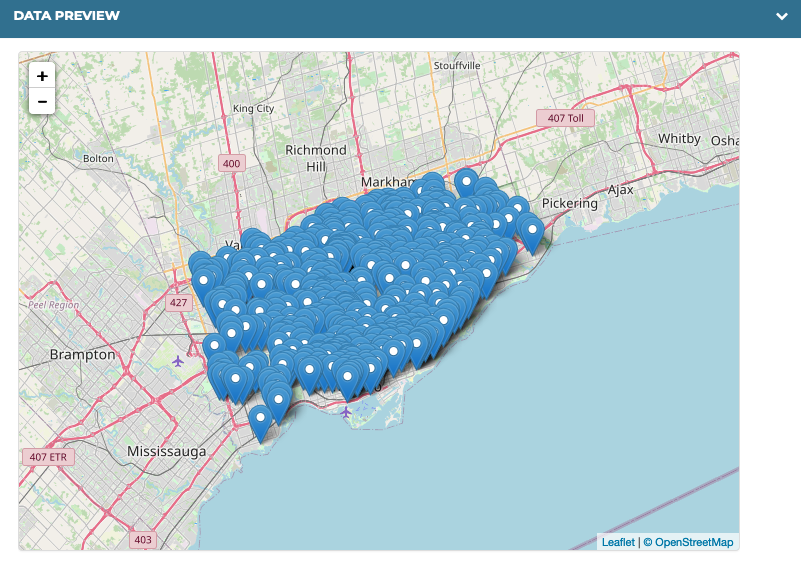 DATA PREVIEW
+
−
Stouffville
King City
407 Toll
Whitby
Osha
Richmond
Hill
Bolton
400
Markham
Ajax
Pickering
Va
427
Peel Region
Brampton
Mississauga
407 ETR
403
Leaflet | © OpenStreetMap